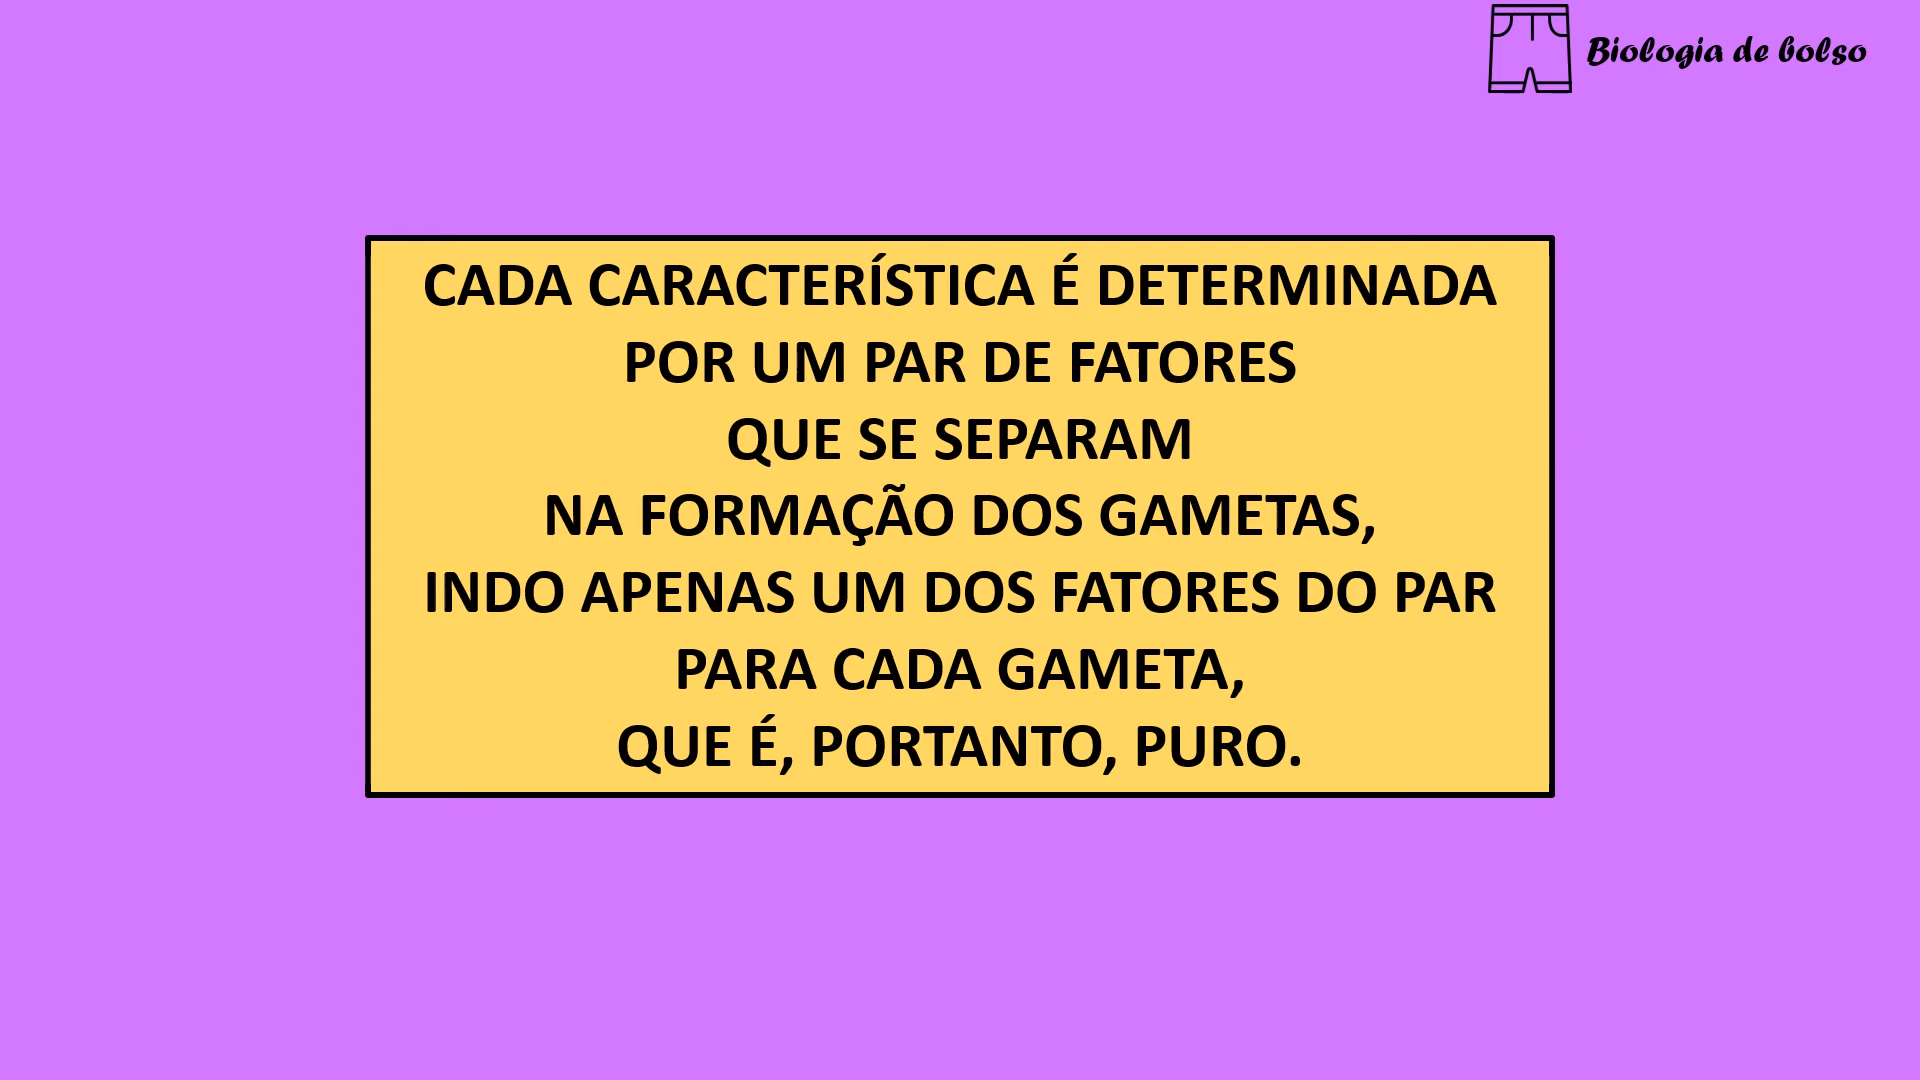 Biologia de bolso
CADA CARACTERÍSTICA É DETERMINADA
POR UM PAR DE FATORES
QUE SE SEPARAM
NA FORMAÇÃO DOS GAMETAS,
INDO APENAS UM DOS FATORES DO PAR
PARA CADA GAMETA,
QUE É, PORTANTO, PURO.